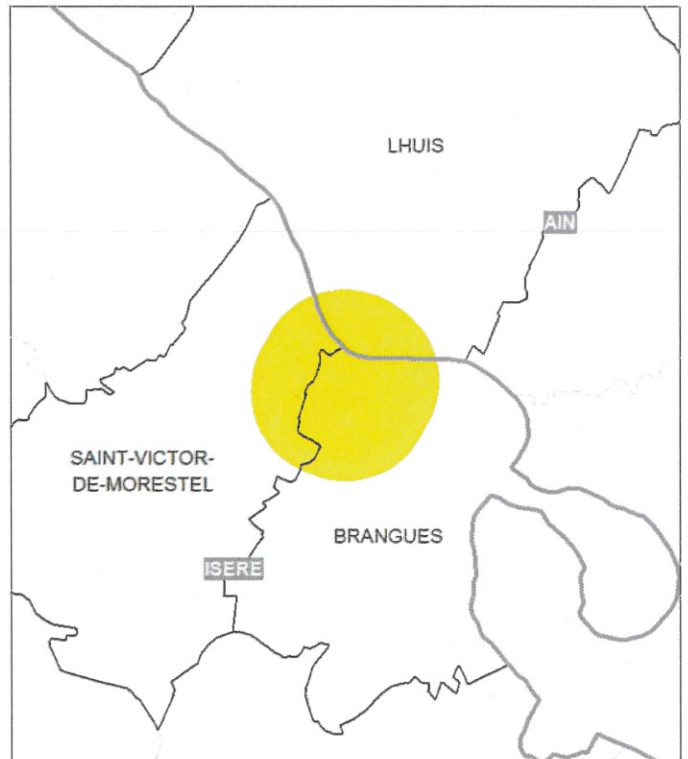 LHUIS
AIN
SAINT-VICTOR-
DE-MORESTEL
BRANGUES
ISERE